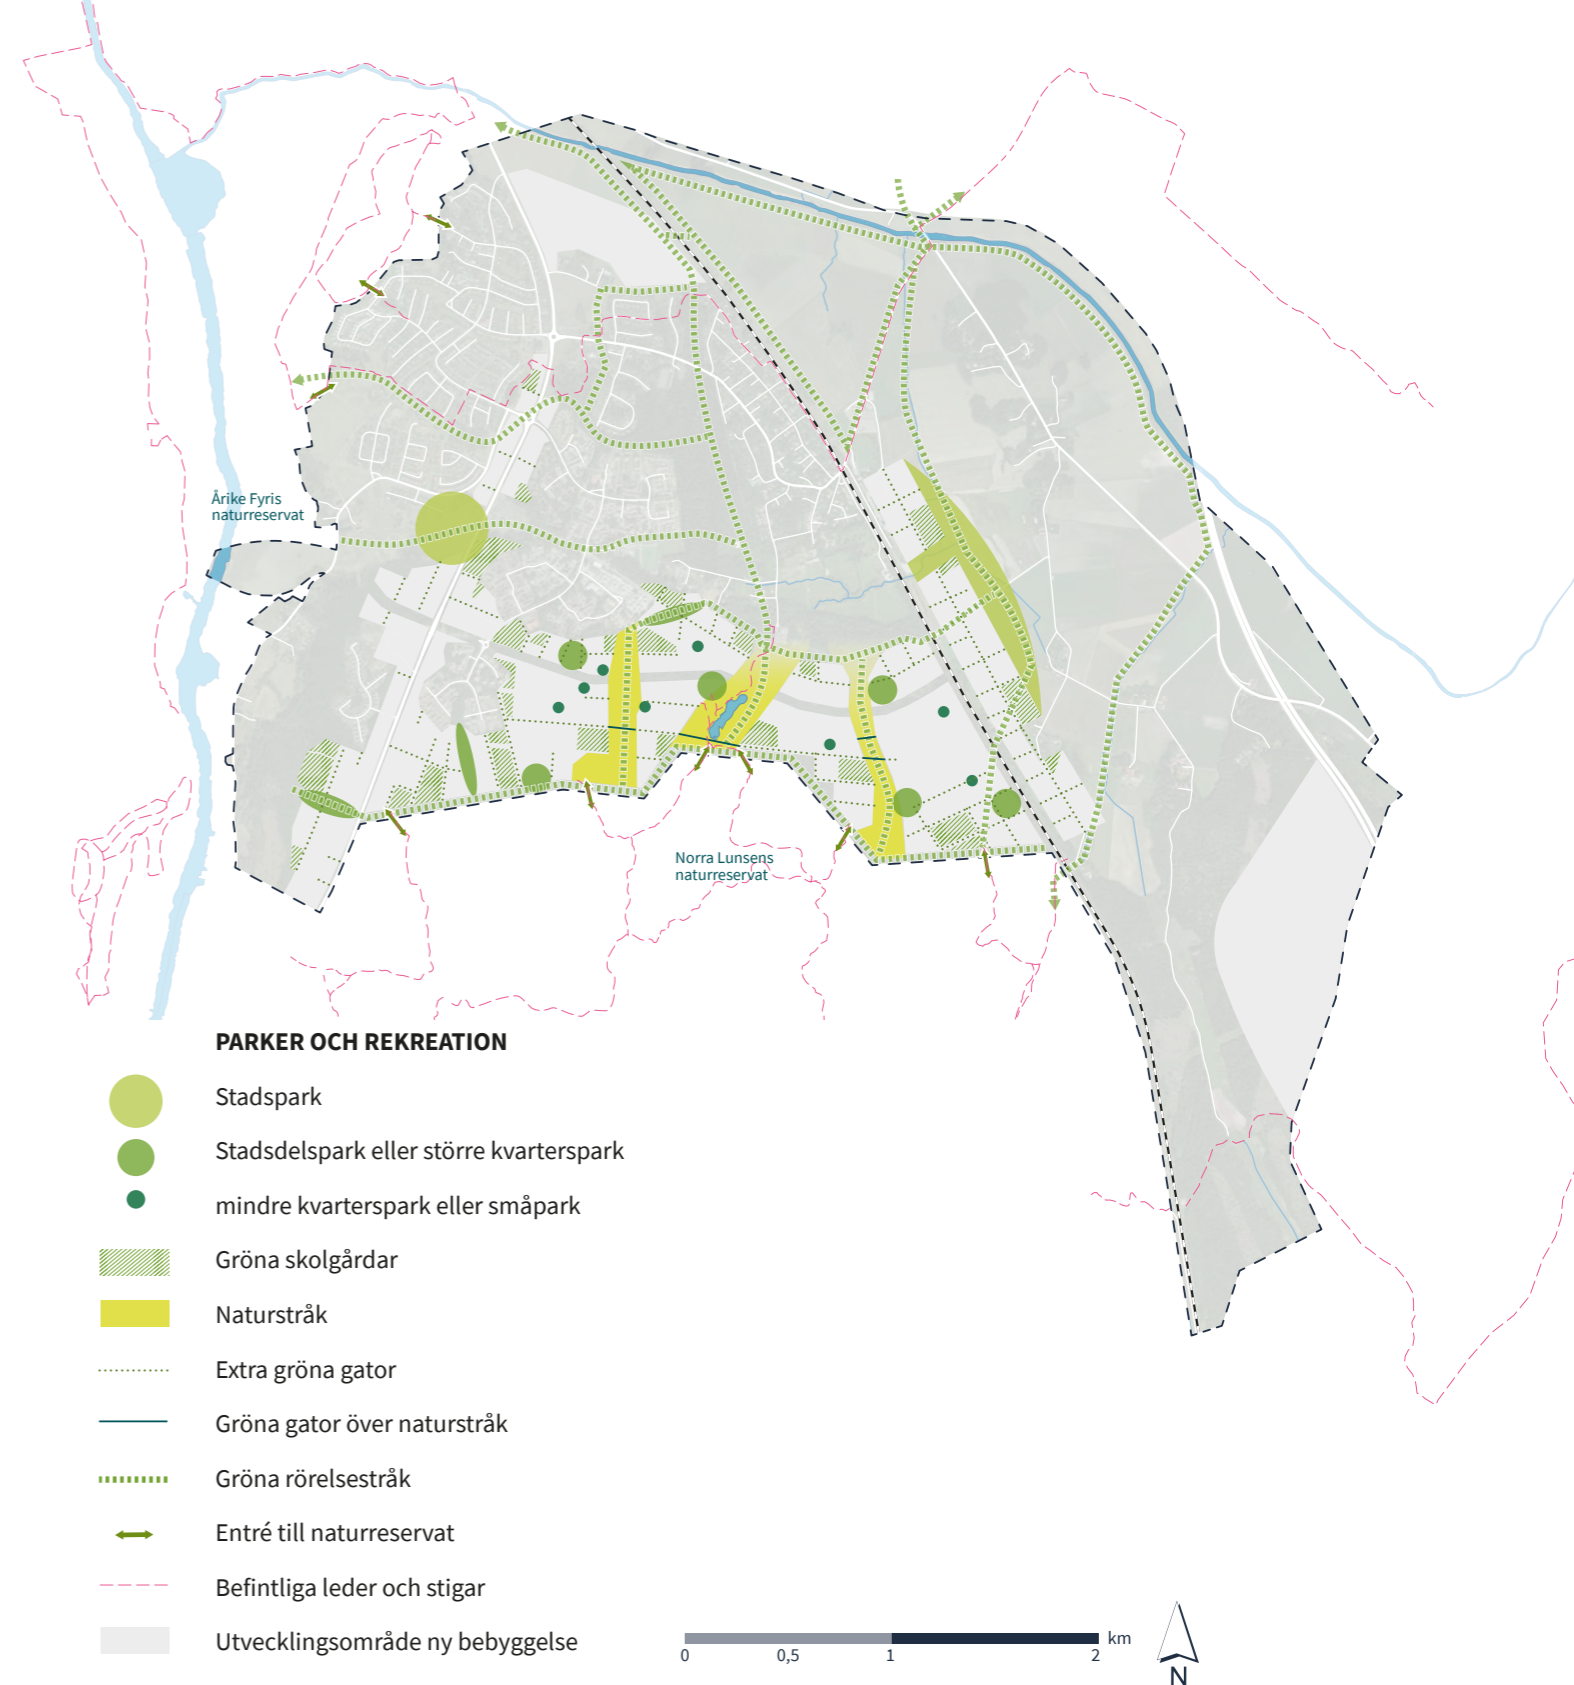 Årike Fyris
naturreservat
Norra Lunsens
naturreservat
PARKER OCH REKREATION
Stadspark
Stadsdelspark eller större kvarterspark
mindre kvarterspark eller småpark
Gröna skolgårdar
Naturstråk
Extra gröna gator
Gröna gator över naturstråk
Gröna rörelsestråk
Entré till naturreservat
Befintliga leder och stigar
Utvecklingsområde ny bebyggelse
km
0 0,5 1 2
N